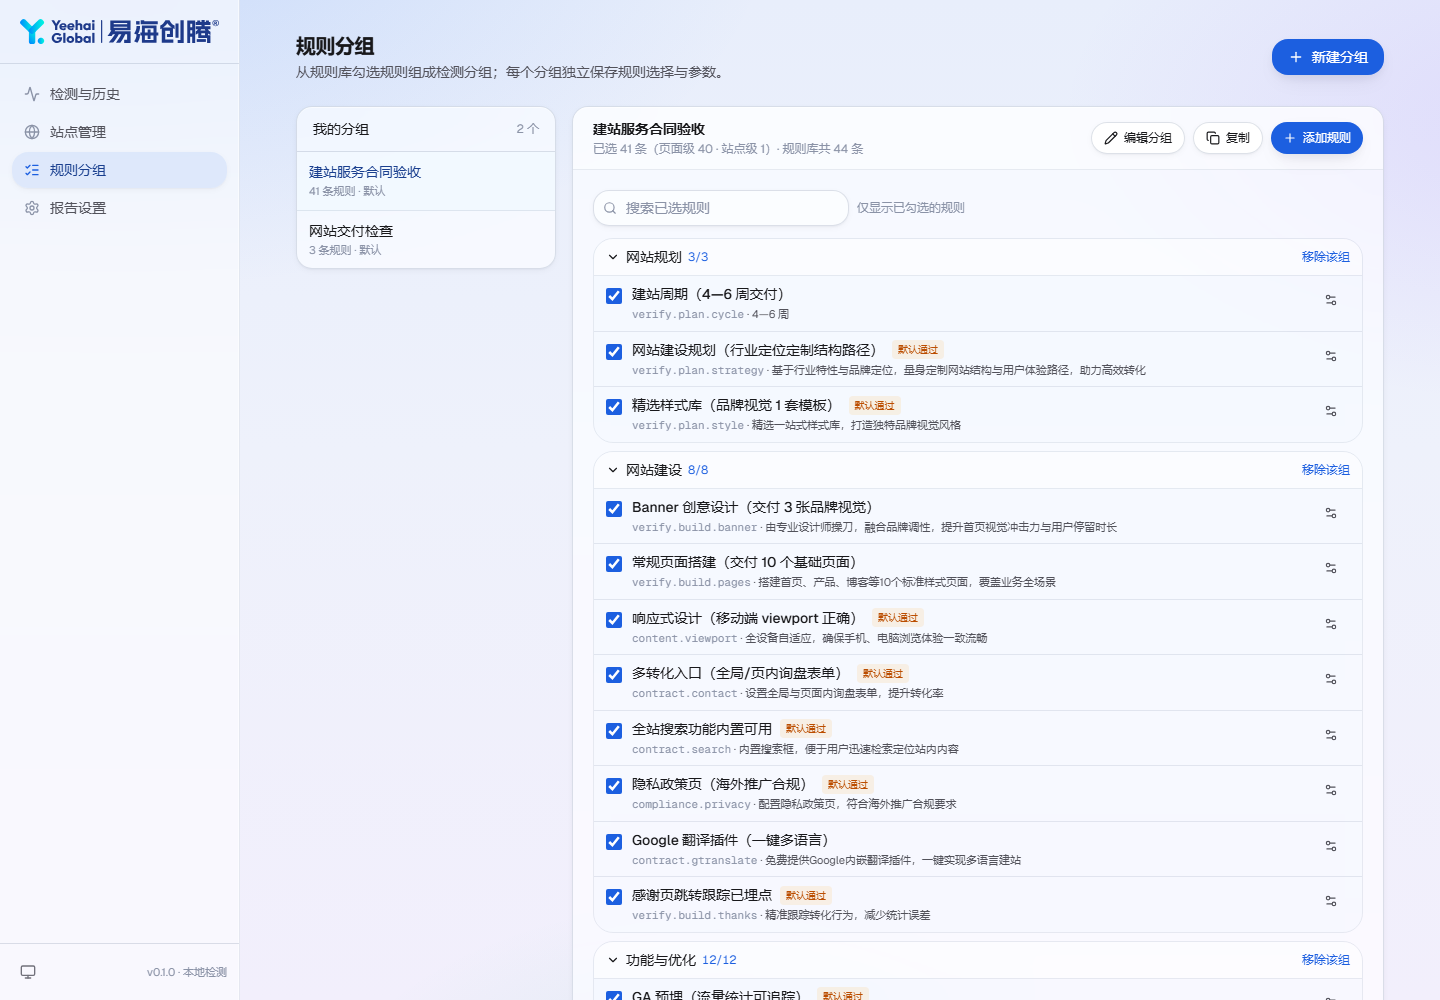 Yeehai Global 易海创腾®
检测与历史
站点管理
规则分组
报告设置
v0.1.0 · 本地检测
规则分组
从规则库勾选规则组成检测分组；每个分组独立保存规则选择与参数。
新建分组
我的分组 2 个
建站服务合同验收
41 条规则 · 默认
网站交付检查
3 条规则 · 默认
建站服务合同验收
已选 41 条（页面级 40 · 站点级 1）· 规则库共 44 条
编辑分组 复制 添加规则
搜索已选规则 仅显示已勾选的规则
网站规划 3/3 移除该组
建站周期（4—6 周交付）
verify.plan.cycle · 4—6 周
网站建设规划（行业定位定制结构路径） 默认通过
verify.plan.strategy · 基于行业特性与品牌定位，量身定制网站结构与用户体验路径，助力高效转化
精选样式库（品牌视觉 1 套模板） 默认通过
verify.plan.style · 精选一站式样式库，打造独特品牌视觉风格
网站建设 8/8 移除该组
Banner 创意设计（交付 3 张品牌视觉）
verify.build.banner · 由专业设计师操刀，融合品牌调性，提升首页视觉冲击力与用户停留时长
常规页面搭建（交付 10 个基础页面）
verify.build.pages · 搭建首页、产品、博客等10个标准样式页面，覆盖业务全场景
响应式设计（移动端 viewport 正确） 默认通过
content.viewport · 全设备自适应，确保手机、电脑浏览体验一致流畅
多转化入口（全局/页内询盘表单） 默认通过
contract.contact · 设置全局与页面内询盘表单，提升转化率
全站搜索功能内置可用 默认通过
contract.search · 内置搜索框，便于用户迅速检索定位站内内容
隐私政策页（海外推广合规） 默认通过
compliance.privacy · 配置隐私政策页，符合海外推广合规要求
Google 翻译插件（一键多语言）
contract.gtranslate · 免费提供Google内嵌翻译插件，一键实现多语言建站
感谢页跳转跟踪已埋点 默认通过
verify.build.thanks · 精准跟踪转化行为，减少统计误差
功能与优化 12/12 移除该组
GA 预埋（流量统计可追踪） 默认通过